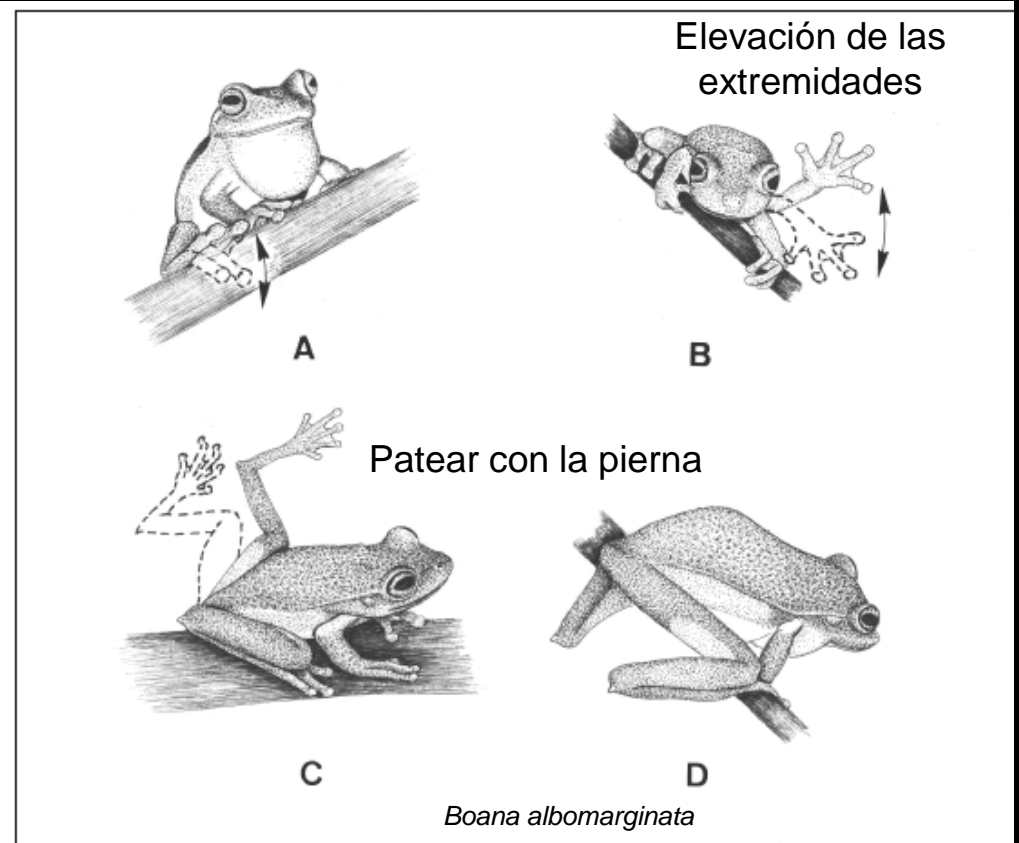 Elevación de las
extremidades
A
B
Patear con la pierna
C
D
Boana albomarginata